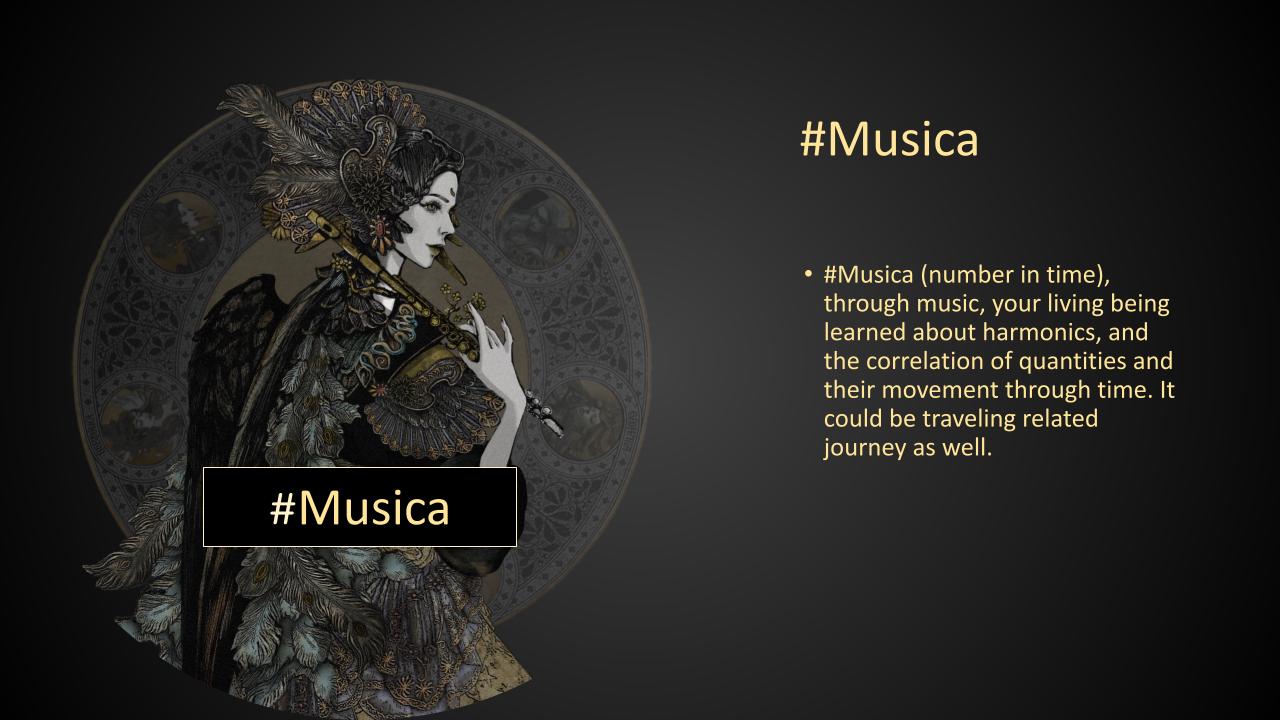 #Musica
#Musica
• #Musica (number in time),
through music, your living being
learned about harmonics, and
the correlation of quantities and
their movement through time. It
could be traveling related
journey as well.